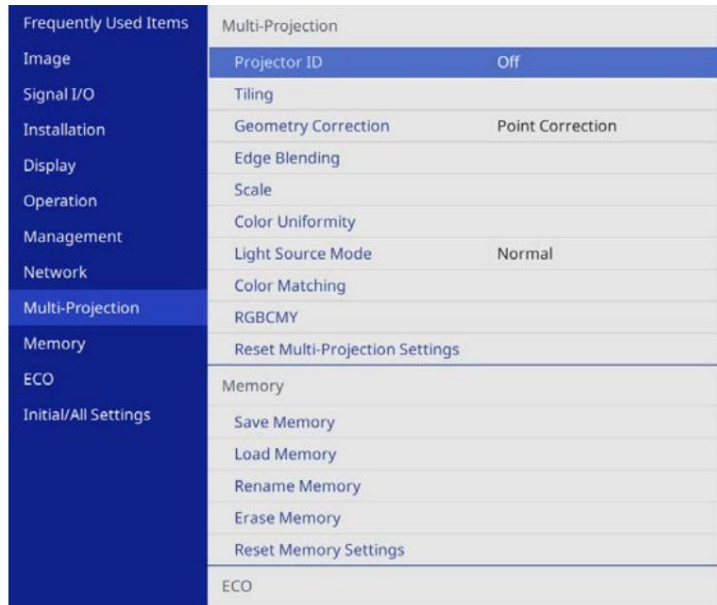 Frequently Used Items
Image
Signal I/O
Installation
Display
Operation
Management
Network
Multi-Projection
Memory
ECO
Initial/All Settings
Multi-Projection
Projector ID Off
Tiling
Geometry Correction Point Correction
Edge Blending
Scale
Color Uniformity
Light Source Mode Normal
Color Matching
RGBCMY
Reset Multi-Projection Settings
Memory
Save Memory
Load Memory
Rename Memory
Erase Memory
Reset Memory Settings
ECO